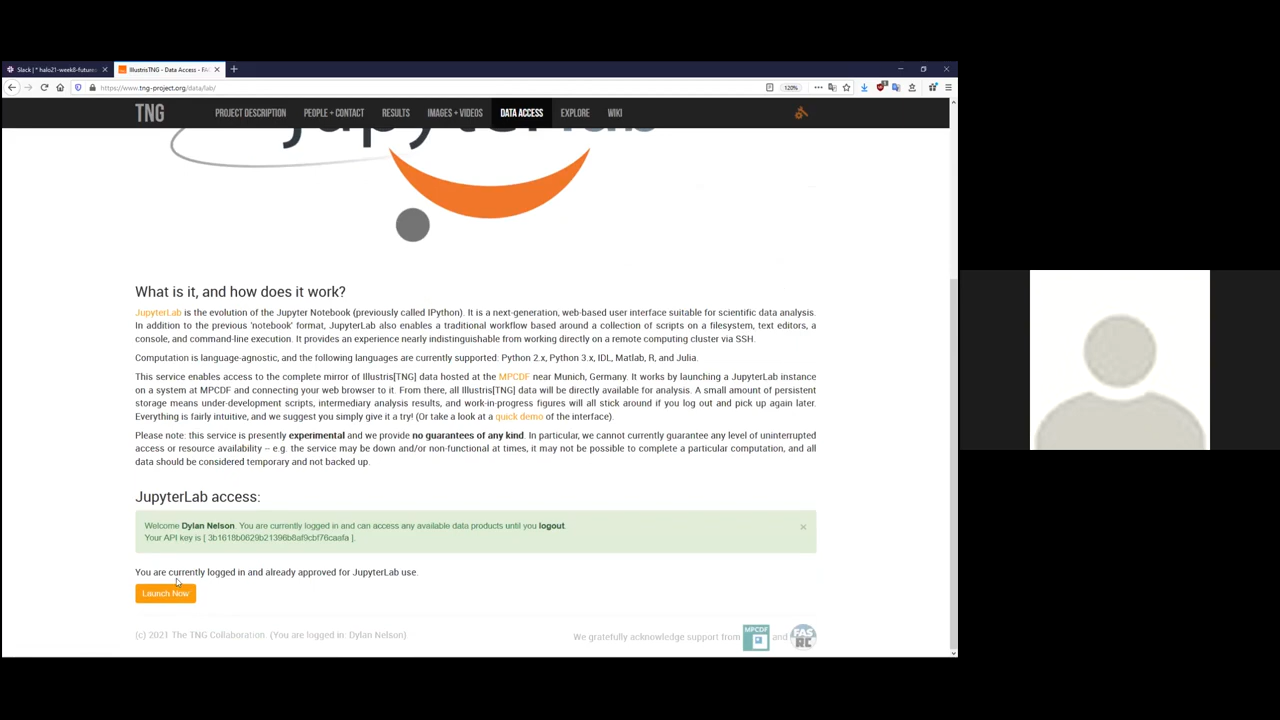 Slack | * halo21-week8-futures
IllustrisTNG - Data Access - FAC
https://www.tng-project.org/data/lab/
120%
TNG
PROJECT DESCRIPTION
PEOPLE + CONTACT
RESULTS
IMAGES + VIDEOS
DATA ACCESS
EXPLORE
WIKI
jupyterlab
What is it, and how does it work?
JupyterLab is the evolution of the Jupyter Notebook (previously called IPython). It is a next-generation, web-based user interface suitable for scientific data analysis.
In addition to the previous 'notebook' format, JupyterLab also enables a traditional workflow based around a collection of scripts on a filesystem, text editors, a
console, and command-line execution. It provides an experience nearly indistinguishable from working directly on a remote computing cluster via SSH.
Computation is language-agnostic, and the following languages are currently supported: Python 2.x, Python 3.x, IDL, Matlab, R, and Julia.
This service enables access to the complete mirror of Illustris[TNG] data hosted at the MPCDF near Munich, Germany. It works by launching a JupyterLab instance
on a system at MPCDF and connecting your web browser to it. From there, all Illustris[TNG] data will be directly available for analysis. A small amount of persistent
storage means under-development scripts, intermediary analysis results, and work-in-progress figures will all stick around if you log out and pick up again later.
Everything is fairly intuitive, and we suggest you simply give it a try! (Or take a look at a quick demo of the interface).
Please note: this service is presently experimental and we provide no guarantees of any kind. In particular, we cannot currently guarantee any level of uninterrupted
access or resource availability -- e.g. the service may be down and/or non-functional at times, it may not be possible to complete a particular computation, and all
data should be considered temporary and not backed up.
JupyterLab access:
Welcome Dylan Nelson. You are currently logged in and can access any available data products until you logout.
Your API key is [ 3b1618b0629b21396b8af9cbf76caafa ].
You are currently logged in and already approved for JupyterLab use.
Launch Now
(c) 2021 The TNG Collaboration. (You are logged in: Dylan Nelson)
We gratefully acknowledge support from MPCDF and FAS RC